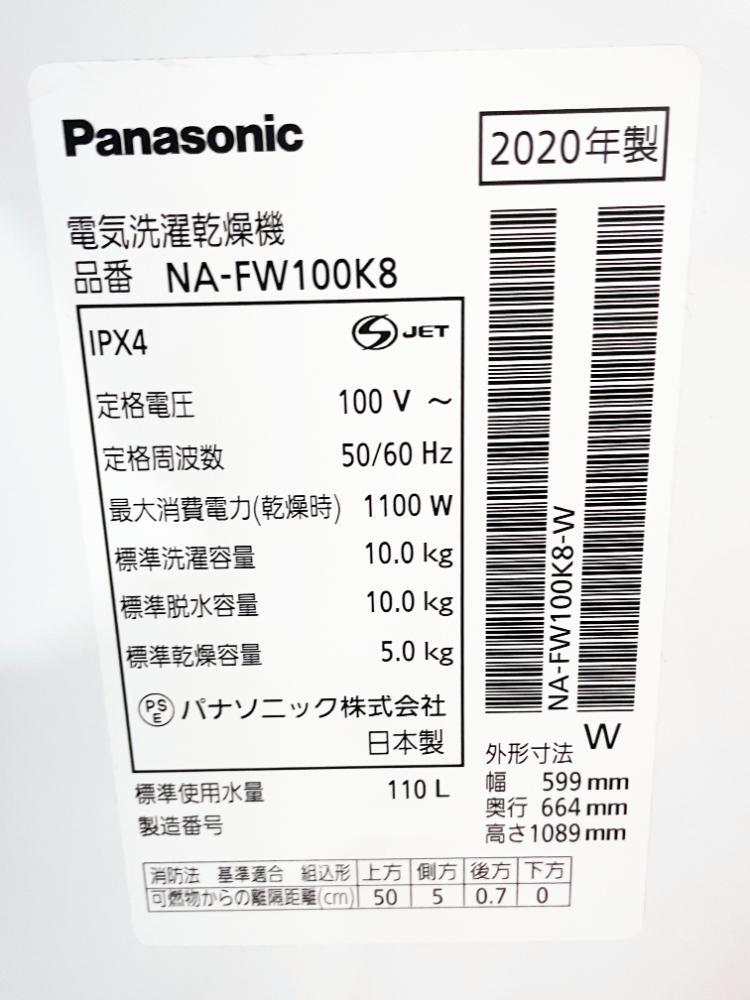 Panasonic
2020年製
電気洗濯乾燥機
品番 NA-FW100K8
IPX4
S JET
定格電圧 100 V ~
定格周波数 50/60 Hz
最大消費電力(乾燥時) 1100 W
標準洗濯容量 10.0 kg
標準脱水容量 10.0 kg
標準乾燥容量 5.0 kg
PS E パナソニック株式会社
日本製
標準使用水量 110 L
製造番号
NA-FW100K8-W
W
外形寸法
幅 599 mm
奥行 664 mm
高さ1089 mm
消防法 基準適合 組込形 上方 側方 後方 下方
可燃物からの離隔距離(cm) 50 5 0.7 0